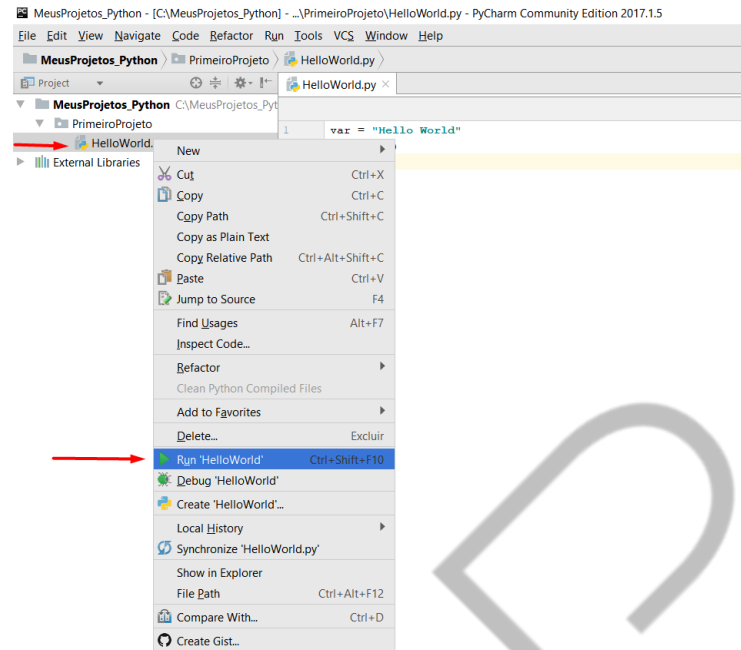 MeusProjetos_Python - [C:\MeusProjetos_Python] - ...\PrimeiroProjeto\HelloWorld.py - PyCharm Community Edition 2017.1.5
File Edit View Navigate Code Refactor Run Tools VCS Window Help
MeusProjetos_Python PrimeiroProjeto HelloWorld.py
Project HelloWorld.py
MeusProjetos_Python C:\MeusProjetos_Pyt
PrimeiroProjeto
1 var = "Hello World"
HelloWorld.
External Libraries
New
Cut Ctrl+X
Copy Ctrl+C
Copy Path Ctrl+Shift+C
Copy as Plain Text
Copy Relative Path Ctrl+Alt+Shift+C
Paste Ctrl+V
Jump to Source F4
Find Usages Alt+F7
Inspect Code...
Refactor
Clean Python Compiled Files
Add to Favorites
Delete... Excluir
Run 'HelloWorld' Ctrl+Shift+F10
Debug 'HelloWorld'
Create 'HelloWorld'...
Local History
Synchronize 'HelloWorld.py'
Show in Explorer
File Path Ctrl+Alt+F12
Compare With... Ctrl+D
Create Gist...